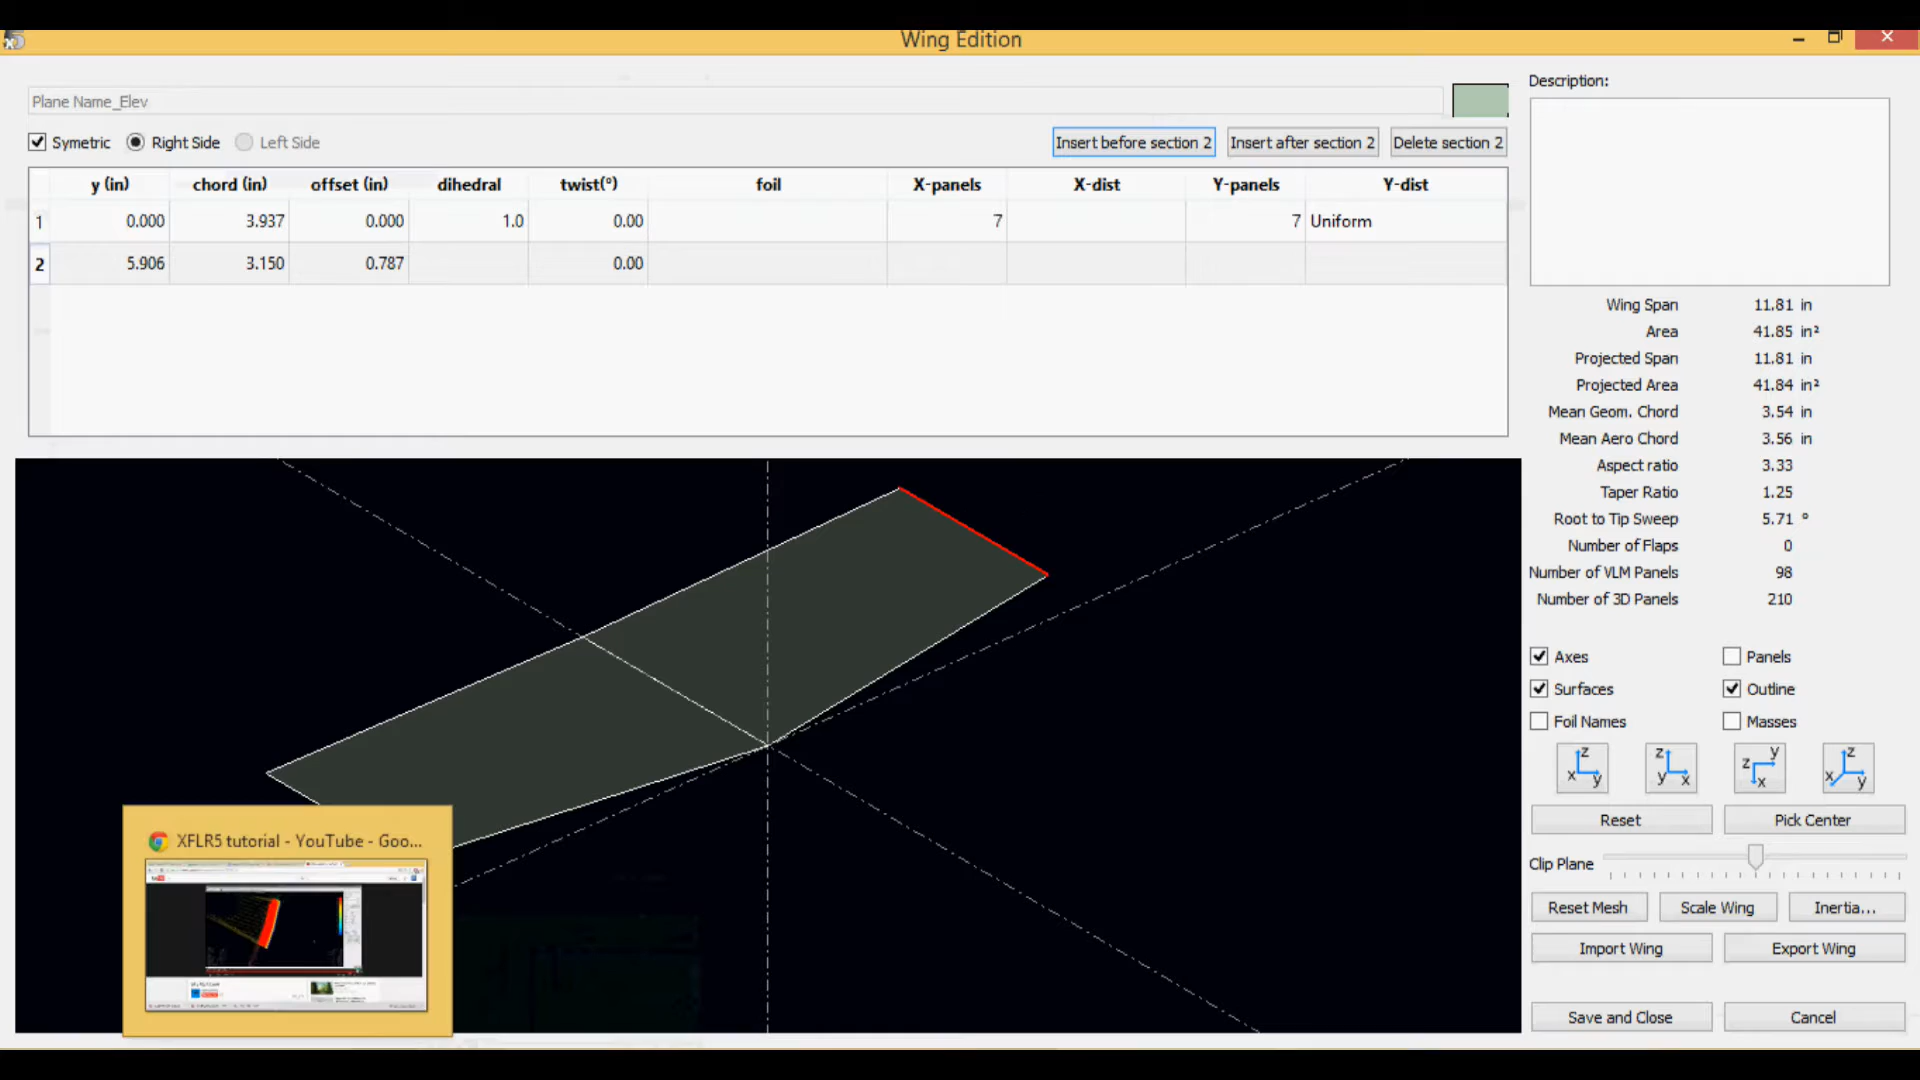 Wing Edition
Plane Name_Elev
Symetric Right Side Left Side
Insert before section 2 Insert after section 2 Delete section 2
y (in) chord (in) offset (in) dihedral twist(°) foil X-panels X-dist Y-panels Y-dist
1 0.000 3.937 0.000 1.0 0.00 7 7 Uniform
2 5.906 3.150 0.787 0.00
Description:
Wing Span 11.81 in
Area 41.85 in²
Projected Span 11.81 in
Projected Area 41.84 in²
Mean Geom. Chord 3.54 in
Mean Aero Chord 3.56 in
Aspect ratio 3.33
Taper Ratio 1.25
Root to Tip Sweep 5.71 °
Number of Flaps 0
Number of VLM Panels 98
Number of 3D Panels 210
Axes Panels
Surfaces Outline
Foil Names Masses
z x y z y x y z x z x y
Reset Pick Center
Clip Plane
Reset Mesh Scale Wing Inertia...
Import Wing Export Wing
Save and Close Cancel
XFLR5 tutorial - YouTube - Goo...